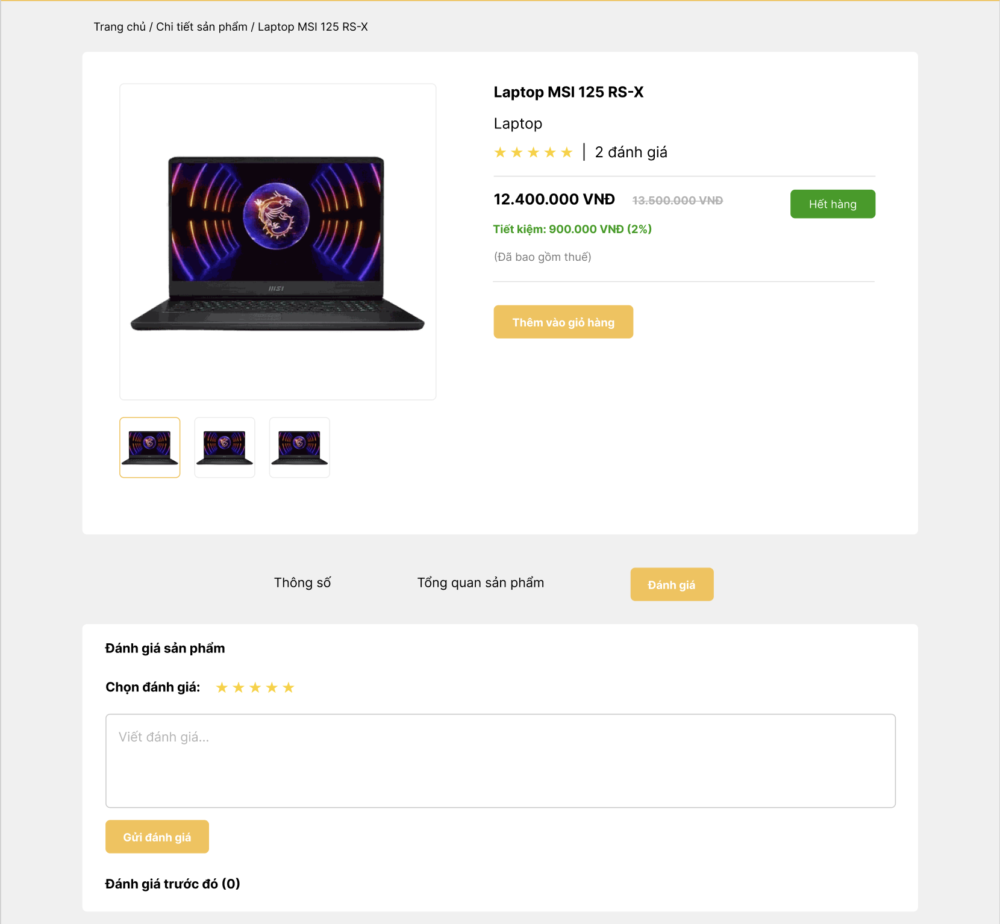 Trang chủ / Chi tiết sản phẩm / Laptop MSI 125 RS-X
Laptop MSI 125 RS-X
Laptop
2 đánh giá
12.400.000 VNĐ 13.500.000 VNĐ
Hết hàng
Tiết kiệm: 900.000 VNĐ (2%)
(Đã bao gồm thuế)
Thêm vào giỏ hàng
msi
Thông số
Tổng quan sản phẩm
Đánh giá
Đánh giá sản phẩm
Chọn đánh giá:
Viết đánh giá...
Gửi đánh giá
Đánh giá trước đó (0)